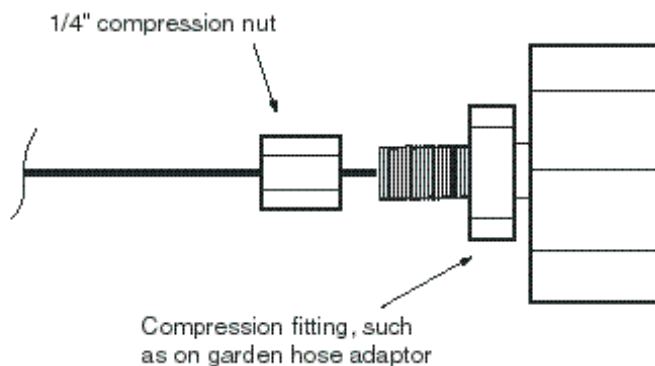 1/4" compression nut
Compression fitting, such
as on garden hose adaptor